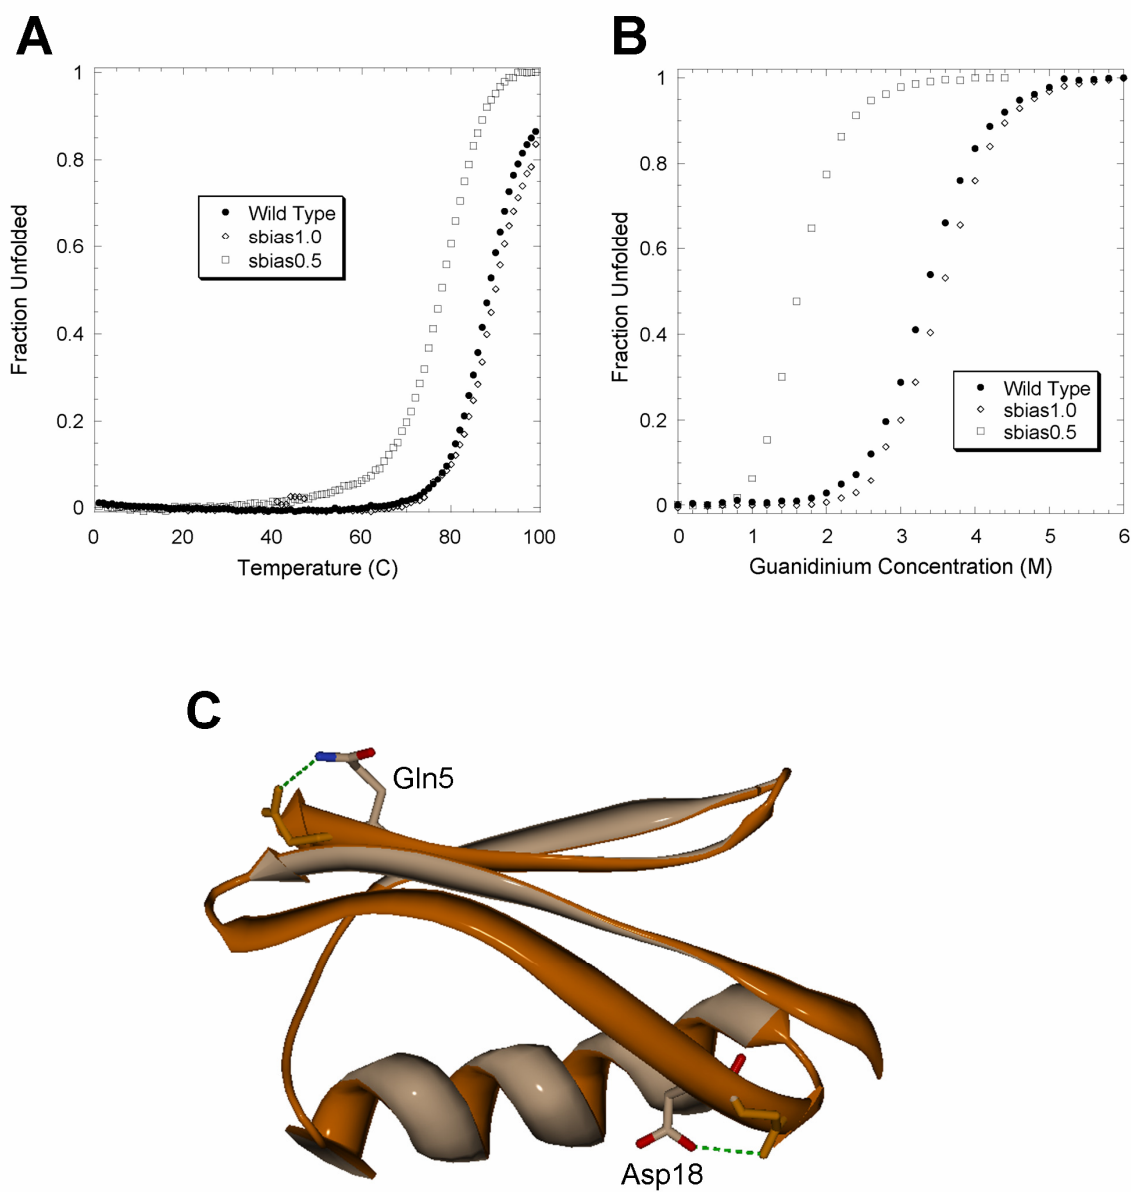 A
B
1
0.8
0.6
0.4
0.2
0
Fraction Unfolded
Wild Type
sbias1.0
sbias0.5
0 20 40 60 80 100
Temperature (C)
1
0.8
0.6
0.4
0.2
0
Fraction Unfolded
Wild Type
sbias1.0
sbias0.5
0 1 2 3 4 5 6
Guanidinium Concentration (M)
C
Gln5
Asp18